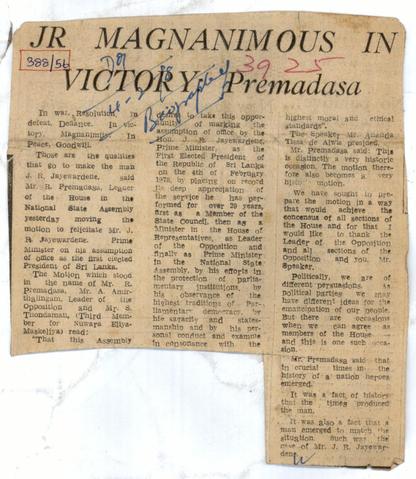 JR MAGNANIMOUS IN
VICTORY - Premadasa
388/56
3925
Biographies
In war, Resolution, in
defeat, Defiance. In vic-
tory, Magnanimity. In
Peace, Goodwill.
Those are the qualities
that go to make the man
J. R. Jayewardene, said
Mr. R. Premadasa, Leader
of the House in the
National State Assembly
yesterday moving the
motion to felicitate Mr. J.
R. Jayewardene, Prime
Minister on his assumption
of office as the first elected
President of Sri Lanka.
The Motion which stood
in the name of Mr. R.
Premadasa, Mr. A. Amir-
thalingam, Leader of the
Opposition and Mr. S.
Thondaman, (Third Mem-
ber for Nuwara Eliya-
Maskeliya) read:
"That this Assembly
to take this oppor-
tunity of marking the
assumption of office by the
Hon. J. R. Jayewardene,
Prime Minister as the
First Elected President of
the Republic of Sri Lanka
on the 4th of February
1978, by placing on record
its deep appreciation of
the service he has per-
formed for over 30 years,
first as a Member of the
State Council, then as a
Minister in the House of
Representatives, as Leader
of the Opposition and
finally as Prime Minister
in the National State
Assembly, by his efforts in
the protection of parlia-
mentary institutions, by
his observance of the
highest traditions of Par-
liamentary democracy by
his sagacity and states-
manship and by his per-
sonal conduct and example
in consonance with the
highest moral and ethical
standards".
The Speaker Mr. Ananda
Tissa de Alwis present.
Mr. Premadasa said: This
is distinctly a very historic
occasion. The motion there-
fore also becomes a very
motion.
We have sought to pre-
pare the motion in a way
that would achieve the
concensus of all sections of
the House and for that I
would like to thank the
Leader of the Opposition
and all sections of the
Opposition and you, Mr.
Speaker.
Politically, we are of
different persuasions. As
political parties we may
have different ideas for the
emancipation of our people.
But there are occasions
when we can agree as
members of the House —
and this is one such occa-
sion.
Mr. Premadasa said that
in crucial times in the
history of a nation heroes
emerged.
It was a fact of history
that the times produced
the man.
It was also a fact that a
man emerged to match the
situation. Such was the
case of Mr. J. R. Jayewar-
dene